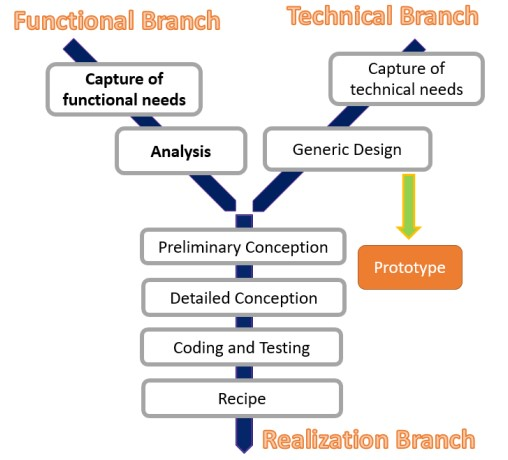 Functional Branch
Technical Branch
Capture of
functional needs
Capture of
technical needs
Analysis
Generic Design
Preliminary Conception
Prototype
Detailed Conception
Coding and Testing
Recipe
Realization Branch